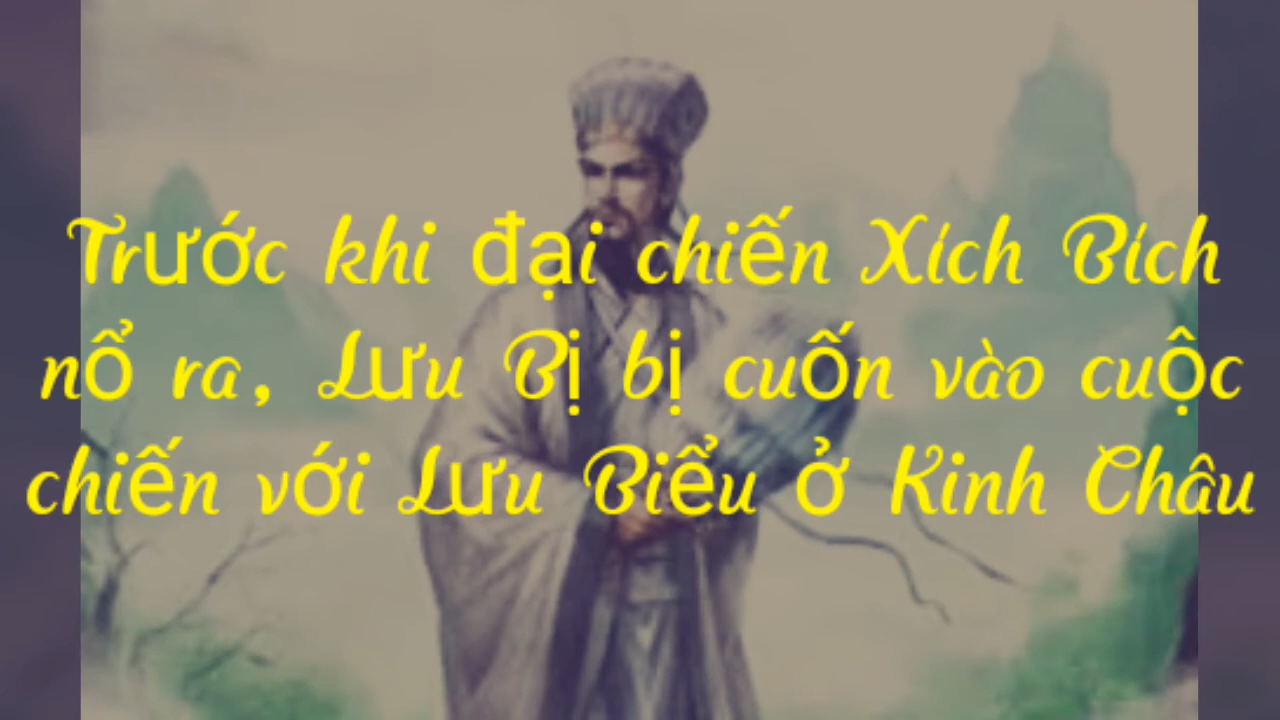 Trước khi đại chiến Xích Bích
nổ ra, Lưu Bị bị cuốn vào cuộc
chiến với Lưu Biểu ở Kinh Châu